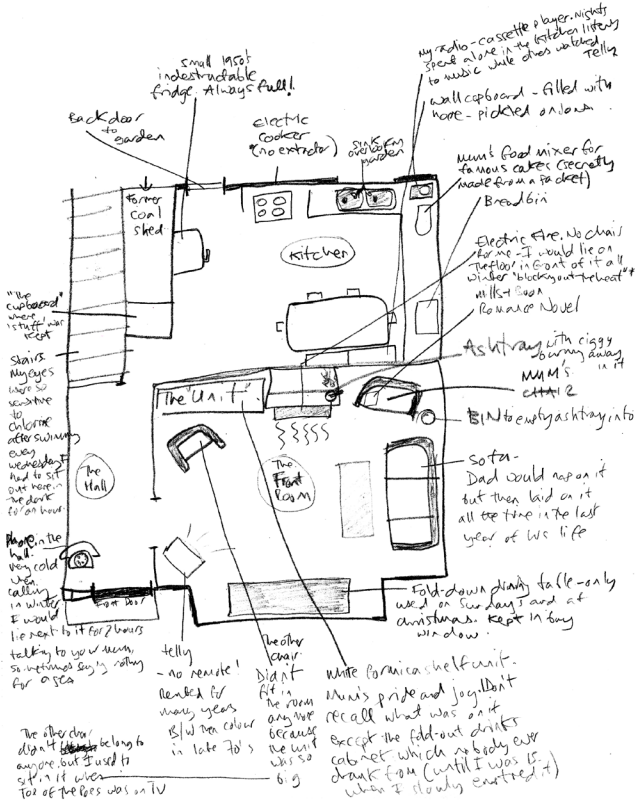 My radio-cassette player. Nights
spent alone in the kitchen listening
to music while others watched
Telly
small 1950's
indestructable
fridge. Always full!
wall cupboard - filled with
hope - pickled onions.
Back door
to
garden
Electric
Cooker
(no extractor)
sink
overlooking
garden
Mum's food mixer for
famous cakes (secretly
made from a packet)
Bread bin
Former
coal
shed
Kitchen
Electric Fire. No chair
for me - I would lie on
the floor in front of it all
winter "blocking out the heat"
Mills + Boon
Romance Novel
"The
cupboard"
where
'stuff' was
kept
Ashtray with ciggy
burning away
in it
Stairs.
My eyes
were so
sensitive
to
chlorine
after swimming
every
wednesday I
had to sit
out here in
the dark
for an hour.
The 'Unit'.
MUM'S
CHAIR
BIN to empty ashtray into
The
Hall
The
Front
Room
Sofa -
Dad would nap on it
but then laid on it
all the time in the last
year of his life
Phone in the
hall.
Very cold
when
calling
in winter
I would
lie next to it for 2 hours
talking to your mum,
sometimes saying nothing
for ages
Front Door
Fold-down dining table - only
used on Sundays and at
Christmas. Kept in bay
window.
telly
- no remote!
Rented for
many years
B/W then colour
in late 70's
The other
chair.
Didn't
fit in
the room
anymore
because
the unit
was so
big
White formica shelf unit.
Mum's pride and joy. Don't
recall what was on it
except the fold-out drinks
cabinet which nobody ever
drank from (until I was 15
when I slowly emptied it)
The other chair
didn't belong to
anyone, but I used to
sit in it when
Top of the Pops was on TV